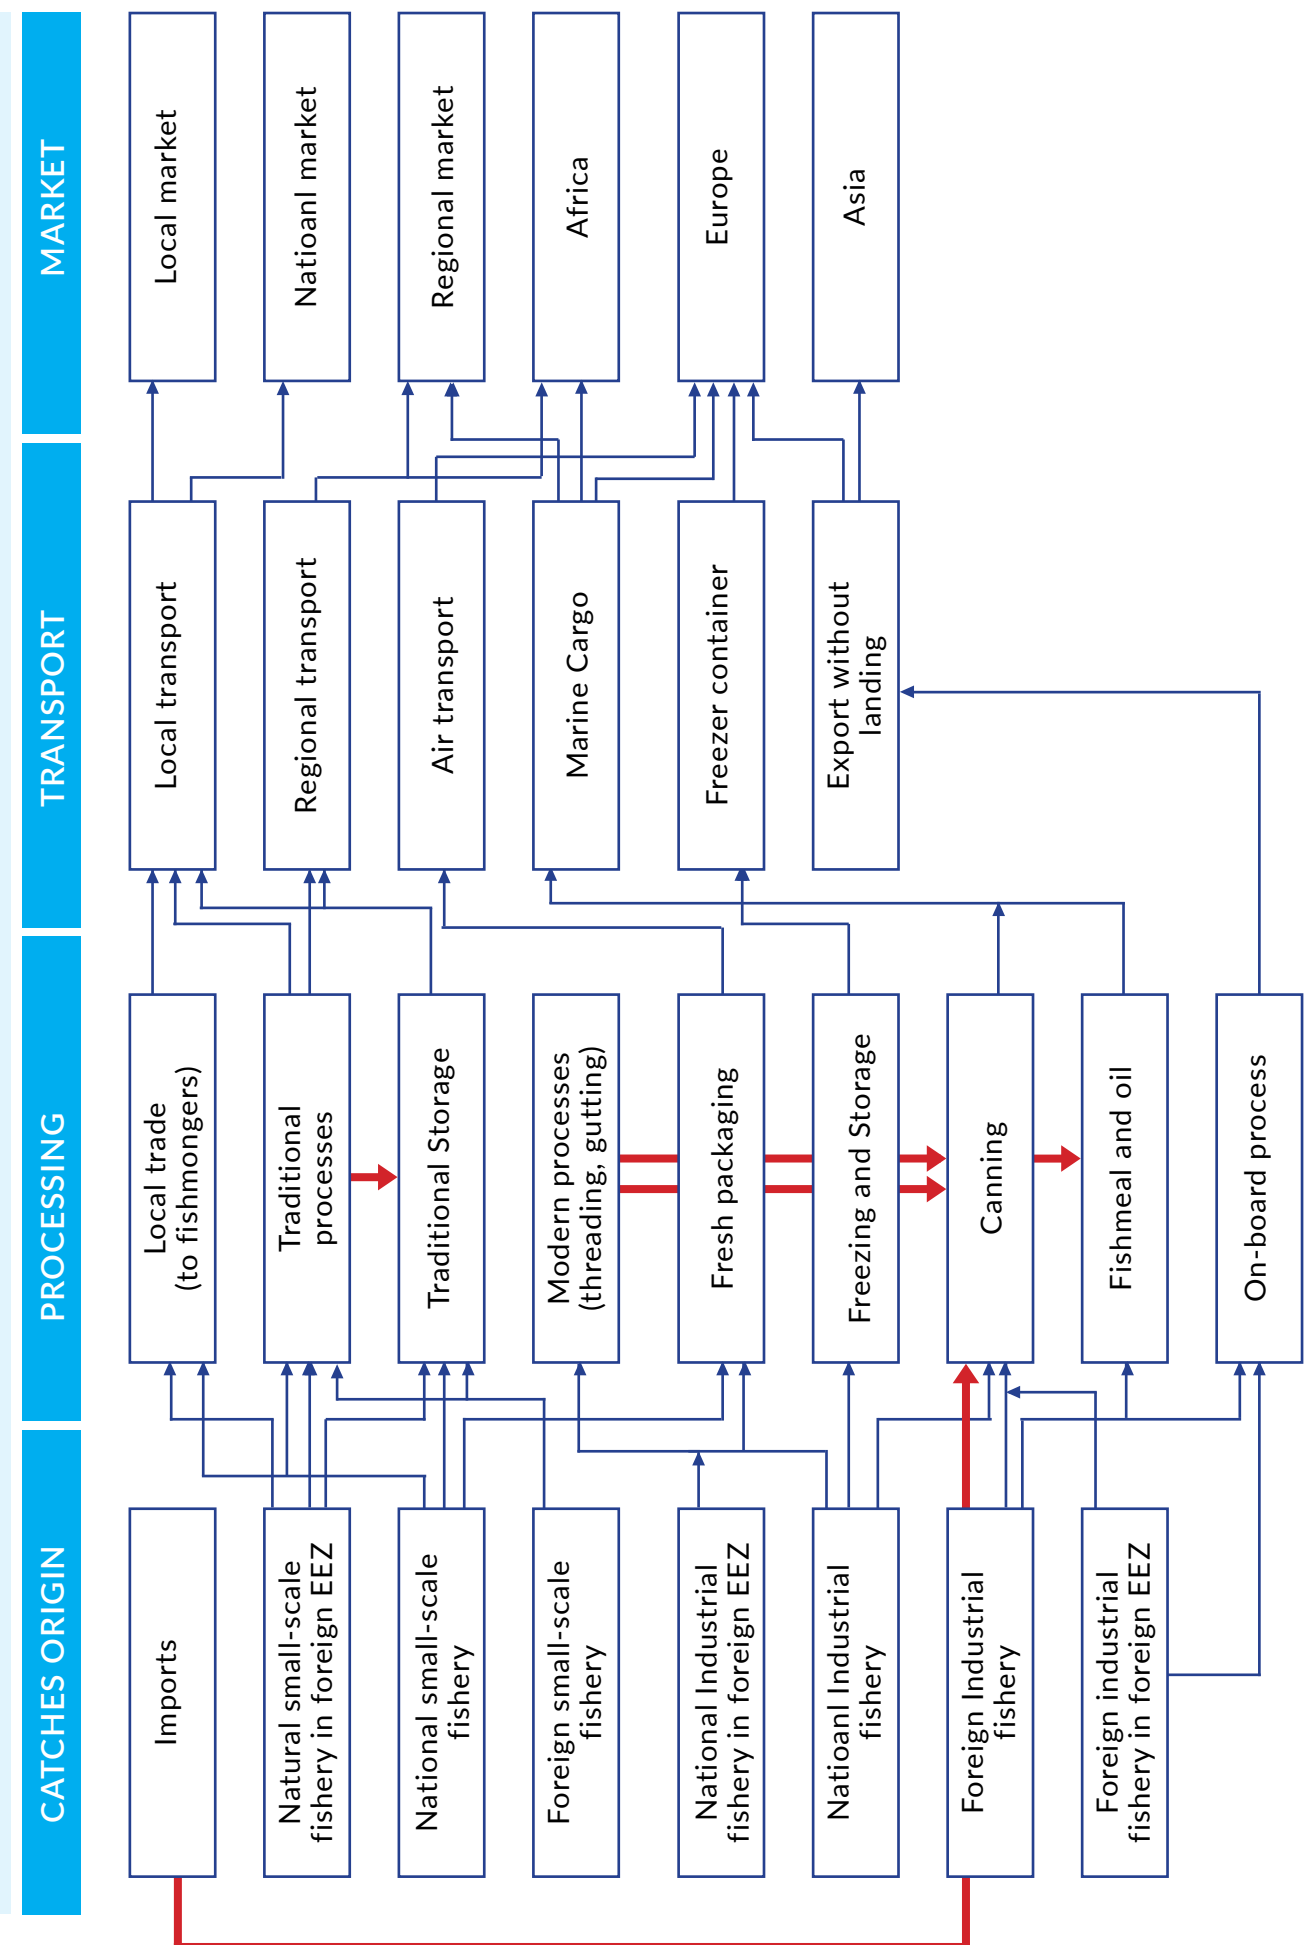 CATCHES ORIGIN
Imports
Natural small-scale
fishery in foreign EEZ
National small-scale
fishery
Foreign small-scale
fishery
National Industrial
fishery in foreign EEZ
Natioanl Industrial
fishery
Foreign Industrial
fishery
Foreign industrial
fishery in foreign EEZ
PROCESSING
Local trade
(to fishmongers)
Traditional
processes
Traditional Storage
Modern processes
(threading, gutting)
Fresh packaging
Freezing and Storage
Canning
Fishmeal and oil
On-board process
TRANSPORT
Local transport
Regional transport
Air transport
Marine Cargo
Freezer container
Export without
landing
MARKET
Local market
Natioanl market
Regional market
Africa
Europe
Asia